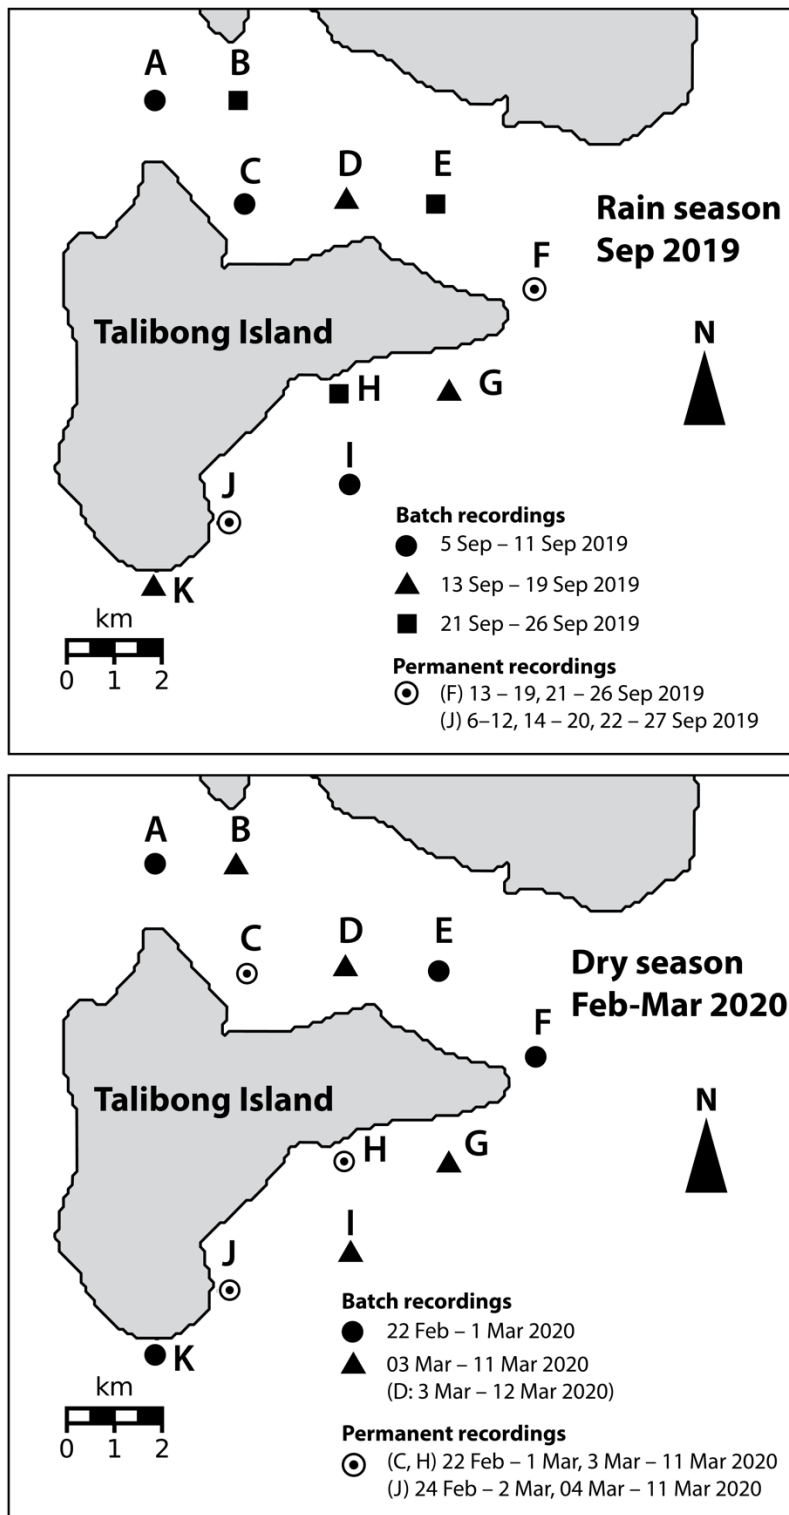 A
B
C
D
E
Rain season
Sep 2019
F
Talibong Island
N
H
G
I
J
Batch recordings
5 Sep – 11 Sep 2019
13 Sep – 19 Sep 2019
K
21 Sep – 26 Sep 2019
km
Permanent recordings
0 1 2
(F) 13 – 19, 21 – 26 Sep 2019
(J) 6–12, 14 – 20, 22 – 27 Sep 2019
A
B
C
D
E
Dry season
Feb-Mar 2020
F
Talibong Island
N
H
G
I
J
Batch recordings
22 Feb – 1 Mar 2020
K
03 Mar – 11 Mar 2020
(D: 3 Mar – 12 Mar 2020)
km
Permanent recordings
0 1 2
(C, H) 22 Feb – 1 Mar, 3 Mar – 11 Mar 2020
(J) 24 Feb – 2 Mar, 04 Mar – 11 Mar 2020